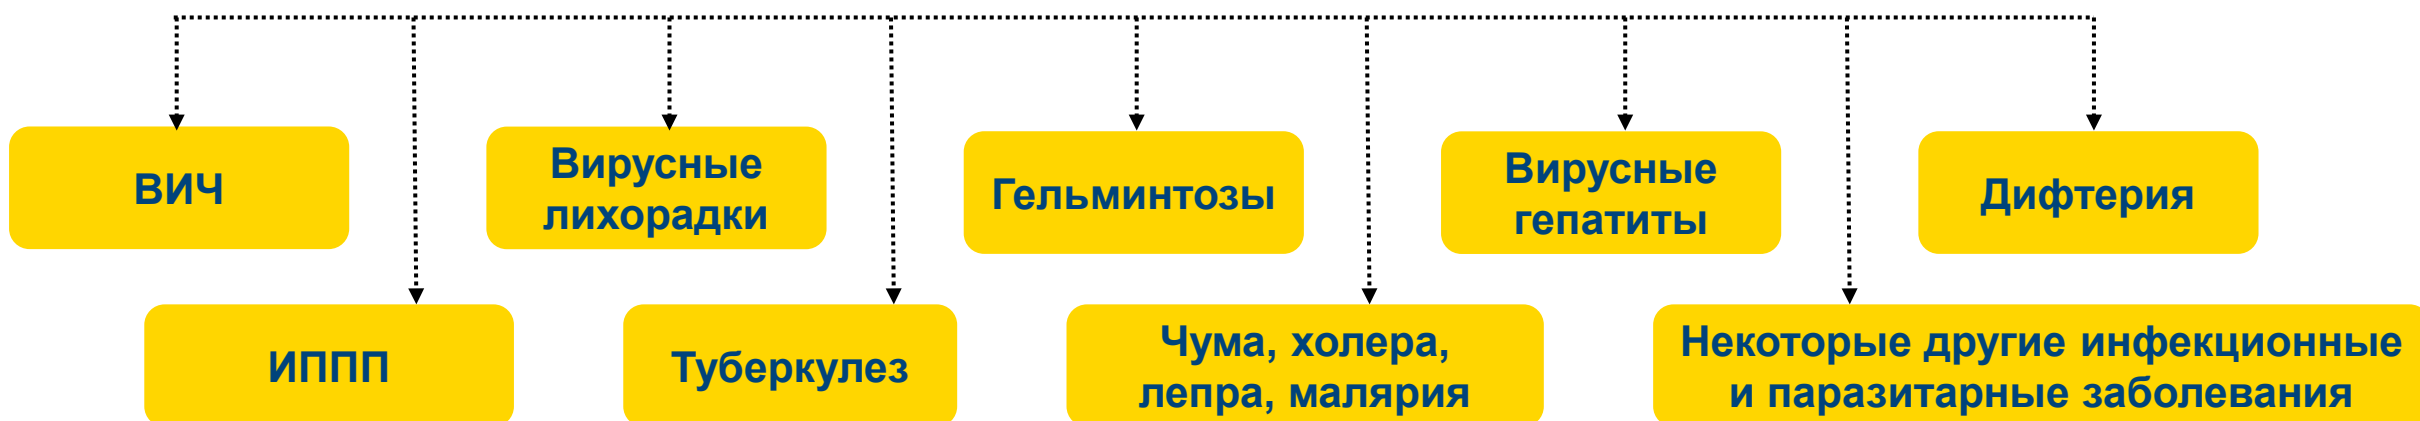 ВИЧ
Вирусные
лихорадки
Гельминтозы
Вирусные
гепатиты
Дифтерия
ИППП
Туберкулез
Чума, холера,
лепра, малярия
Некоторые другие инфекционные
и паразитарные заболевания